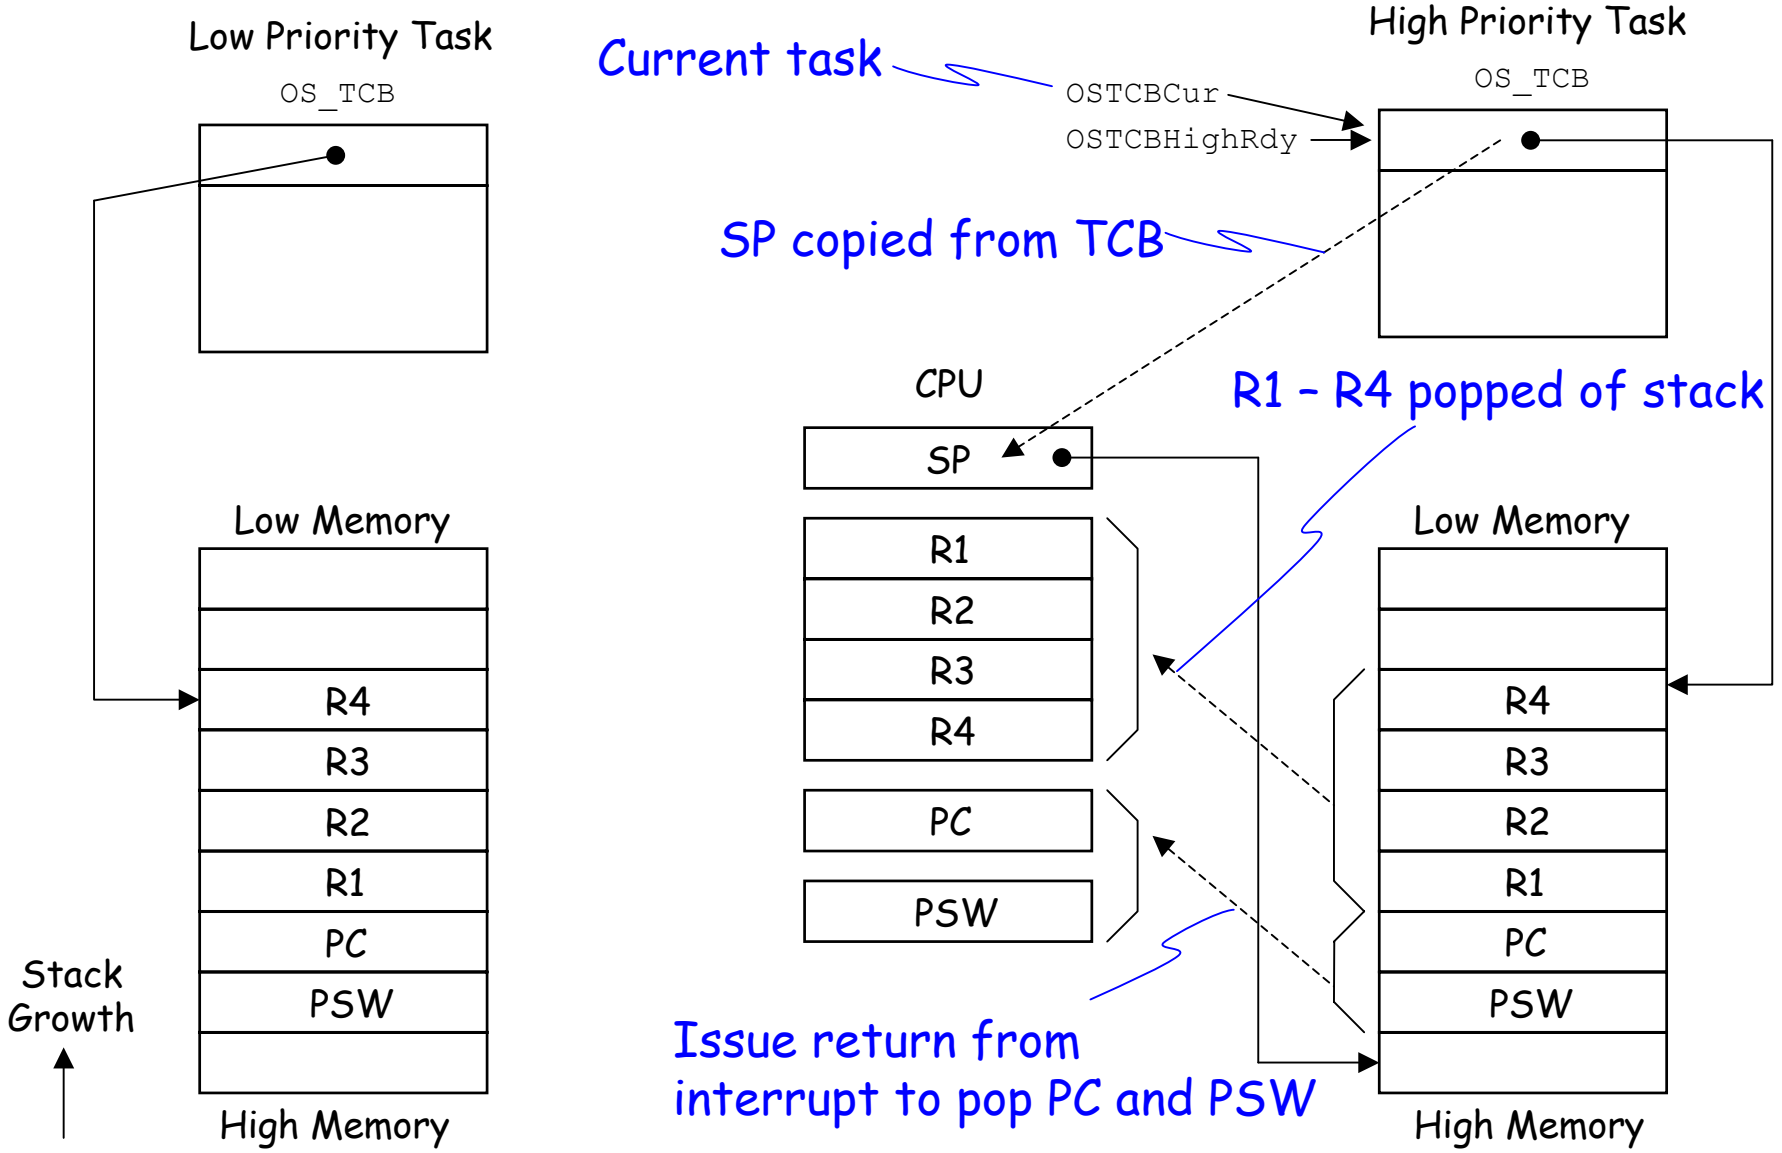 Low Priority Task
OS_TCB
Low Memory
R4
R3
R2
R1
PC
PSW
High Memory
Stack
Growth
Current task
OSTCBCur
OSTCBHighRdy
SP copied from TCB
CPU
SP
R1
R2
R3
R4
PC
PSW
Issue return from
interrupt to pop PC and PSW
High Priority Task
OS_TCB
R1 – R4 popped of stack
Low Memory
R4
R3
R2
R1
PC
PSW
High Memory